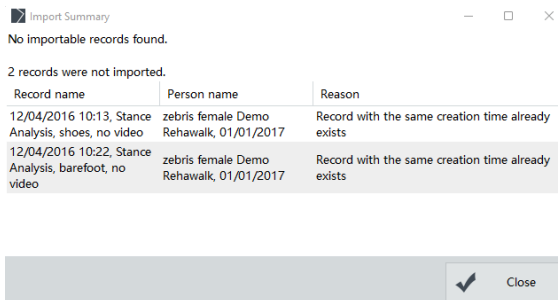 Import Summary
No importable records found.
2 records were not imported.
Record name Person name Reason
12/04/2016 10:13, Stance
Analysis, shoes, no video
zebris female Demo
Rehawalk, 01/01/2017
Record with the same creation time already
exists
12/04/2016 10:22, Stance
Analysis, barefoot, no
video
zebris female Demo
Rehawalk, 01/01/2017
Record with the same creation time already
exists
Close